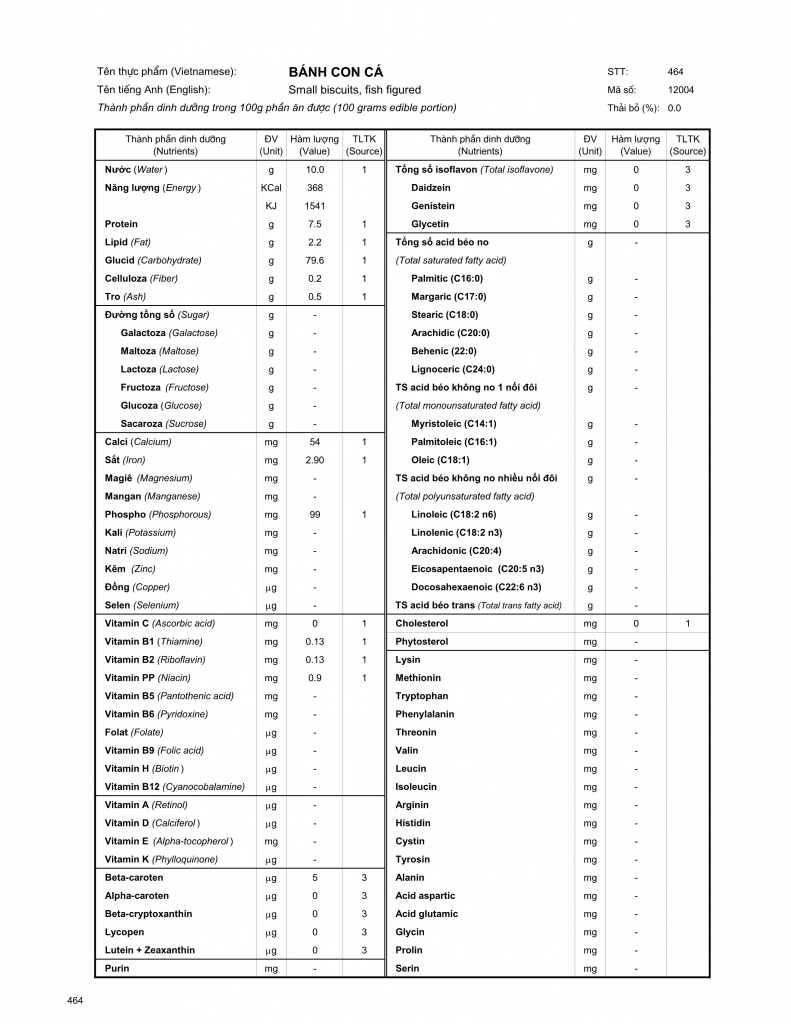 Tên thực phẩm (Vietnamese): BÁNH CON CÁ STT: 464
Tên tiếng Anh (English): Small biscuits, fish figured Mã số: 12004
Thành phần dinh dưỡng trong 100g phần ăn được (100 grams edible portion) Thải bỏ (%): 0.0
Thành phần dinh dưỡng ĐV Hàm lượng TLTK Thành phần dinh dưỡng ĐV Hàm lượng TLTK
(Nutrients) (Unit) (Value) (Source) (Nutrients) (Unit) (Value) (Source)
Nước (Water) g 10.0 1 Tổng số isoflavon (Total isoflavone) mg 0 3
Năng lượng (Energy) KCal 368 Daidzein mg 0 3
KJ 1541 Genistein mg 0 3
Protein g 7.5 1 Glycetin mg 0 3
Lipid (Fat) g 2.2 1 Tổng số acid béo no g -
Glucid (Carbohydrate) g 79.6 1 (Total saturated fatty acid)
Celluloza (Fiber) g 0.2 1 Palmitic (C16:0) g -
Tro (Ash) g 0.5 1 Margaric (C17:0) g -
Đường tổng số (Sugar) g - Stearic (C18:0) g -
Galactoza (Galactose) g - Arachidic (C20:0) g -
Maltoza (Maltose) g - Behenic (22:0) g -
Lactoza (Lactose) g - Lignoceric (C24:0) g -
Fructoza (Fructose) g - TS acid béo không no 1 nối đôi g -
Glucoza (Glucose) g - (Total monounsaturated fatty acid)
Sacaroza (Sucrose) g - Myristoleic (C14:1) g -
Calci (Calcium) mg 54 1 Palmitoleic (C16:1) g -
Sắt (Iron) mg 2.90 1 Oleic (C18:1) g -
Magiê (Magnesium) mg - TS acid béo không no nhiều nối đôi g -
Mangan (Manganese) mg - (Total polyunsaturated fatty acid)
Phospho (Phosphorous) mg 99 1 Linoleic (C18:2 n6) g -
Kali (Potassium) mg - Linolenic (C18:2 n3) g -
Natri (Sodium) mg - Arachidonic (C20:4) g -
Kẽm (Zinc) mg - Eicosapentaenoic (C20:5 n3) g -
Đồng (Copper) μg - Docosahexaenoic (C22:6 n3) g -
Selen (Selenium) μg - TS acid béo trans (Total trans fatty acid) g -
Vitamin C (Ascorbic acid) mg 0 1 Cholesterol mg 0 1
Vitamin B1 (Thiamine) mg 0.13 1 Phytosterol mg -
Vitamin B2 (Riboflavin) mg 0.13 1 Lysin mg -
Vitamin PP (Niacin) mg 0.9 1 Methionin mg -
Vitamin B5 (Pantothenic acid) mg - Tryptophan mg -
Vitamin B6 (Pyridoxine) mg - Phenylalanin mg -
Folat (Folate) μg - Threonin mg -
Vitamin B9 (Folic acid) μg - Valin mg -
Vitamin H (Biotin) μg - Leucin mg -
Vitamin B12 (Cyanocobalamine) μg - Isoleucin mg -
Vitamin A (Retinol) μg - Arginin mg -
Vitamin D (Calciferol) μg - Histidin mg -
Vitamin E (Alpha-tocopherol) mg - Cystin mg -
Vitamin K (Phylloquinone) μg - Tyrosin mg -
Beta-caroten μg 5 3 Alanin mg -
Alpha-caroten μg 0 3 Acid aspartic mg -
Beta-cryptoxanthin μg 0 3 Acid glutamic mg -
Lycopen μg 0 3 Glycin mg -
Lutein + Zeaxanthin μg 0 3 Prolin mg -
Purin mg - Serin mg -
464